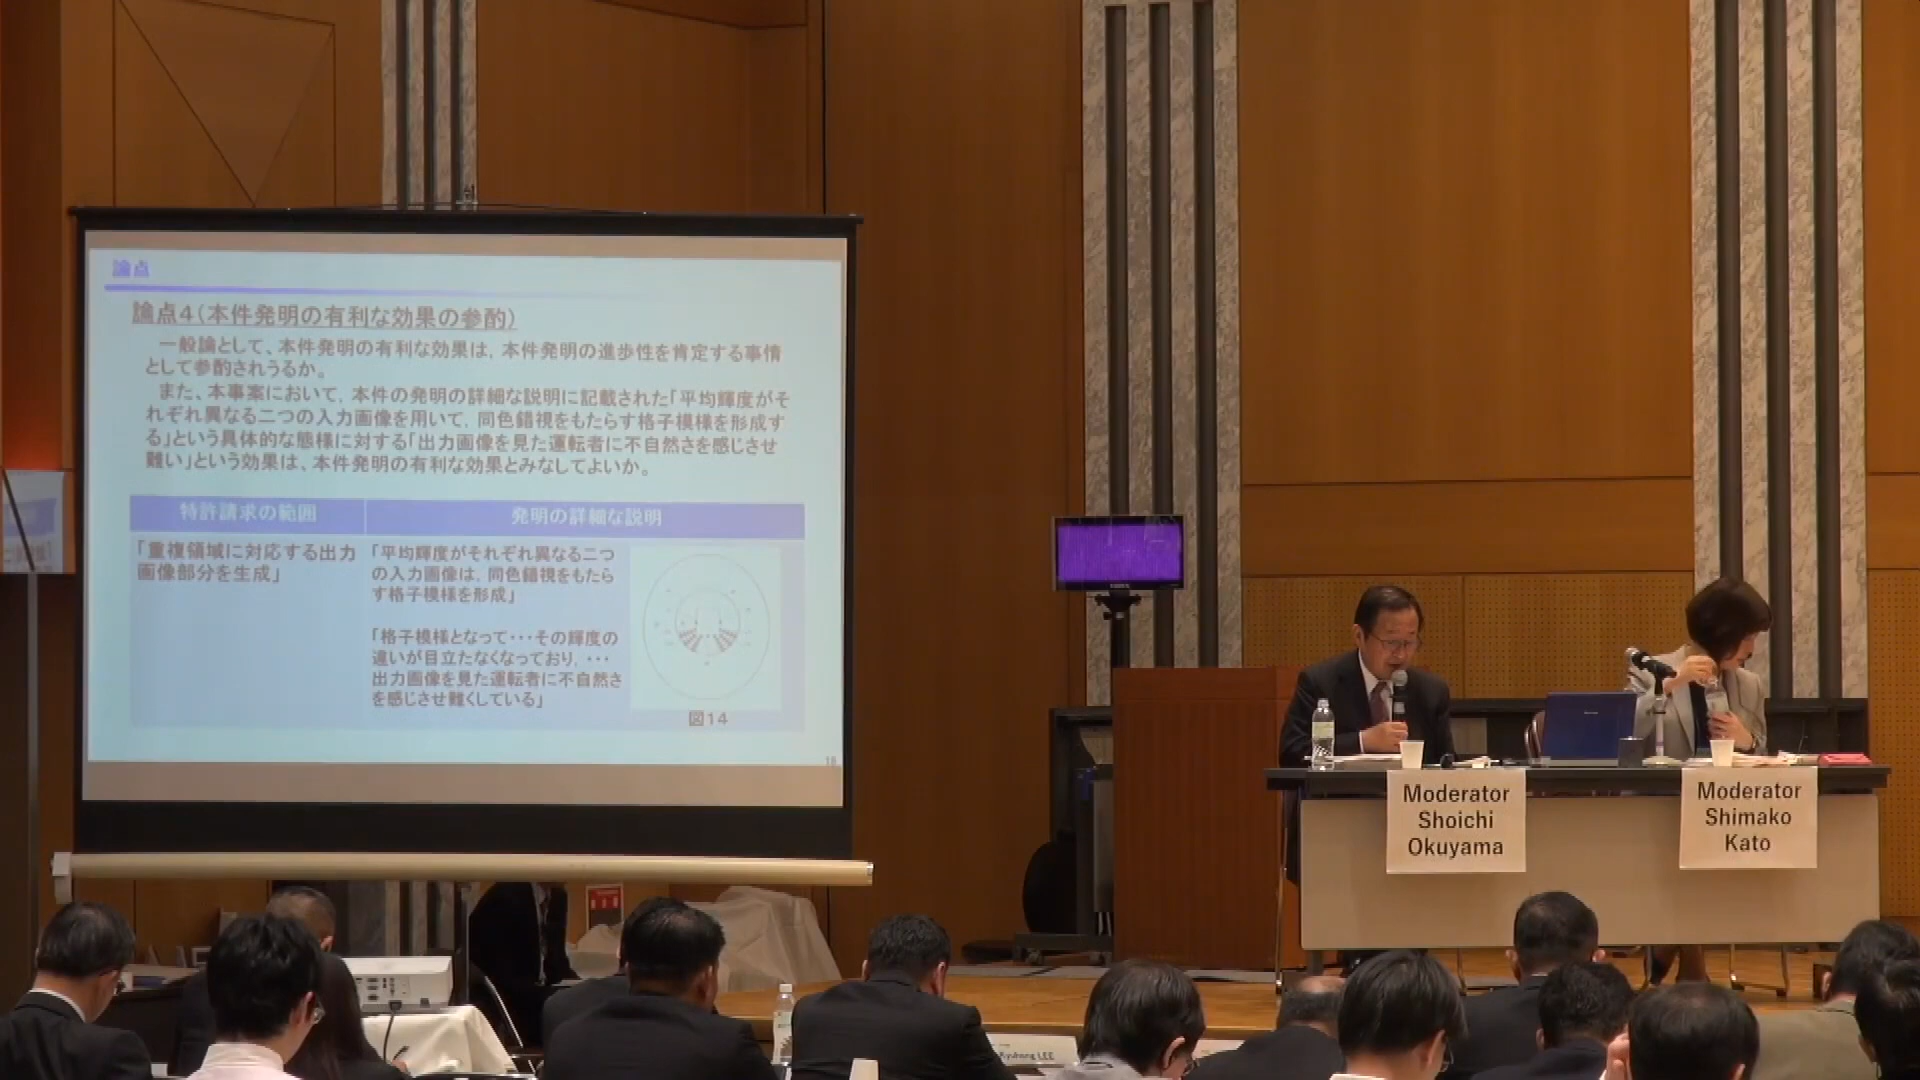 論点
論点4(本件発明の有利な効果の参酌)
一般論として、本件発明の有利な効果は、本件発明の進歩性を肯定する事情
として参酌されうるか。
また、本事案において、本件の発明の詳細な説明に記載された「平均輝度がそ
れぞれ異なる二つの入力画像を用いて、同色錯視をもたらす格子模様を形成す
る」という具体的な態様に対する「出力画像を見た運転者に不自然さを感じさせ
難い」という効果は、本件発明の有利な効果とみなしてよいか。
特許請求の範囲
発明の詳細な説明
「重複領域に対応する出力
画像部分を生成」
「平均輝度がそれぞれ異なる二つ
の入力画像は、同色錯視をもたら
す格子模様を形成」
「格子模様となって・・・その輝度の
違いが目立たなくなっており、・・・
出力画像を見た運転者に不自然さ
を感じさせ難くしている」
図14
18
Moderator
Shoichi
Okuyama
Moderator
Shimako
Kato
LEE